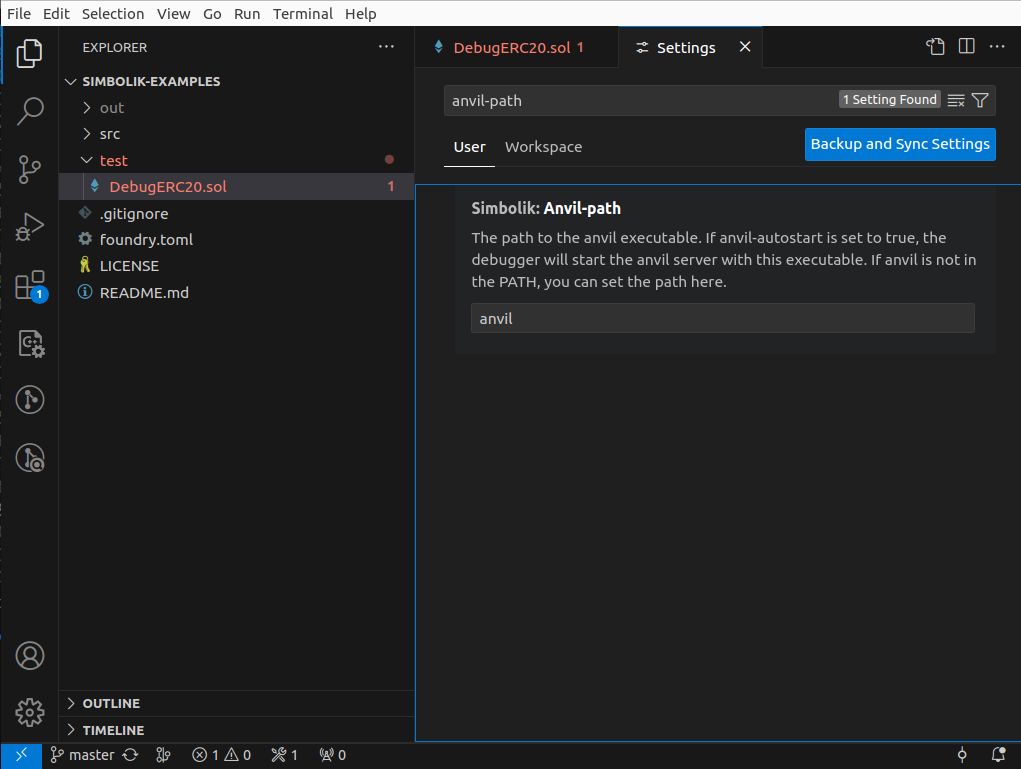 File Edit Selection View Go Run Terminal Help
EXPLORER
SIMBOLIK-EXAMPLES
out
src
test
DebugERC20.sol 1
.gitignore
foundry.toml
LICENSE
README.md
OUTLINE
TIMELINE
1
DebugERC20.sol 1
Settings
anvil-path
1 Setting Found
User Workspace
Backup and Sync Settings
Simbolik: Anvil-path
The path to the anvil executable. If anvil-autostart is set to true, the
debugger will start the anvil server with this executable. If anvil is not in
the PATH, you can set the path here.
anvil
master 1 0 1 0